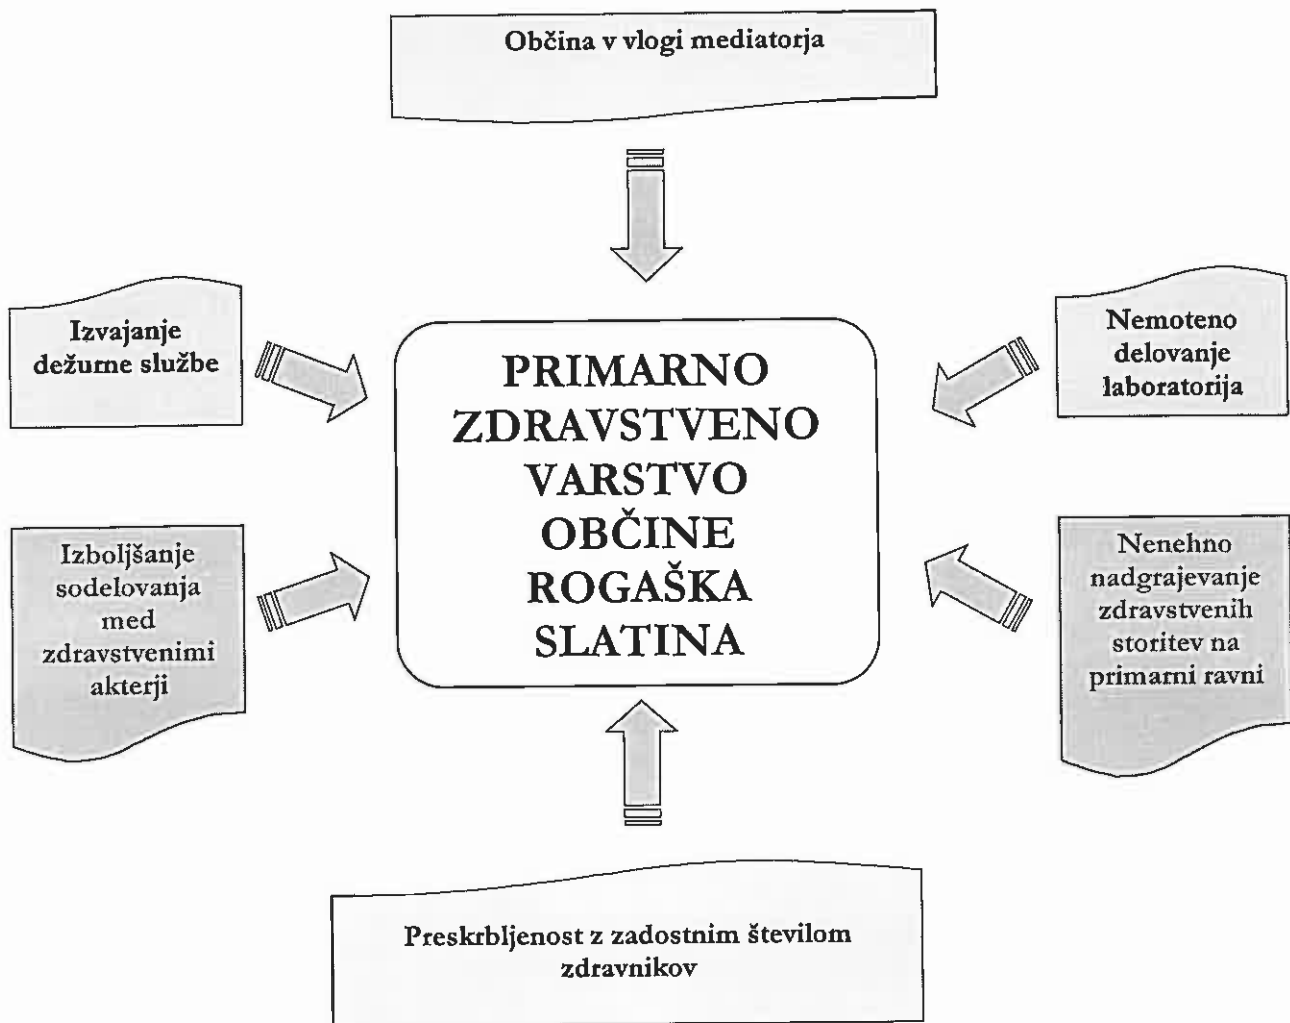 Občina v vlogi mediatorja
Izvajanje
dežurne službe
Nemoteno
delovanje
laboratorija
PRIMARNO
ZDRAVSTVENO
VARSTVO
OBČINE
ROGAŠKA
SLATINA
Izboljšanje
sodelovanja
med
zdravstvenimi
akterji
Nenehno
nadgrajevanje
zdravstvenih
storitev na
primarni ravni
Preskrbljenost z zadostnim številom
zdravnikov